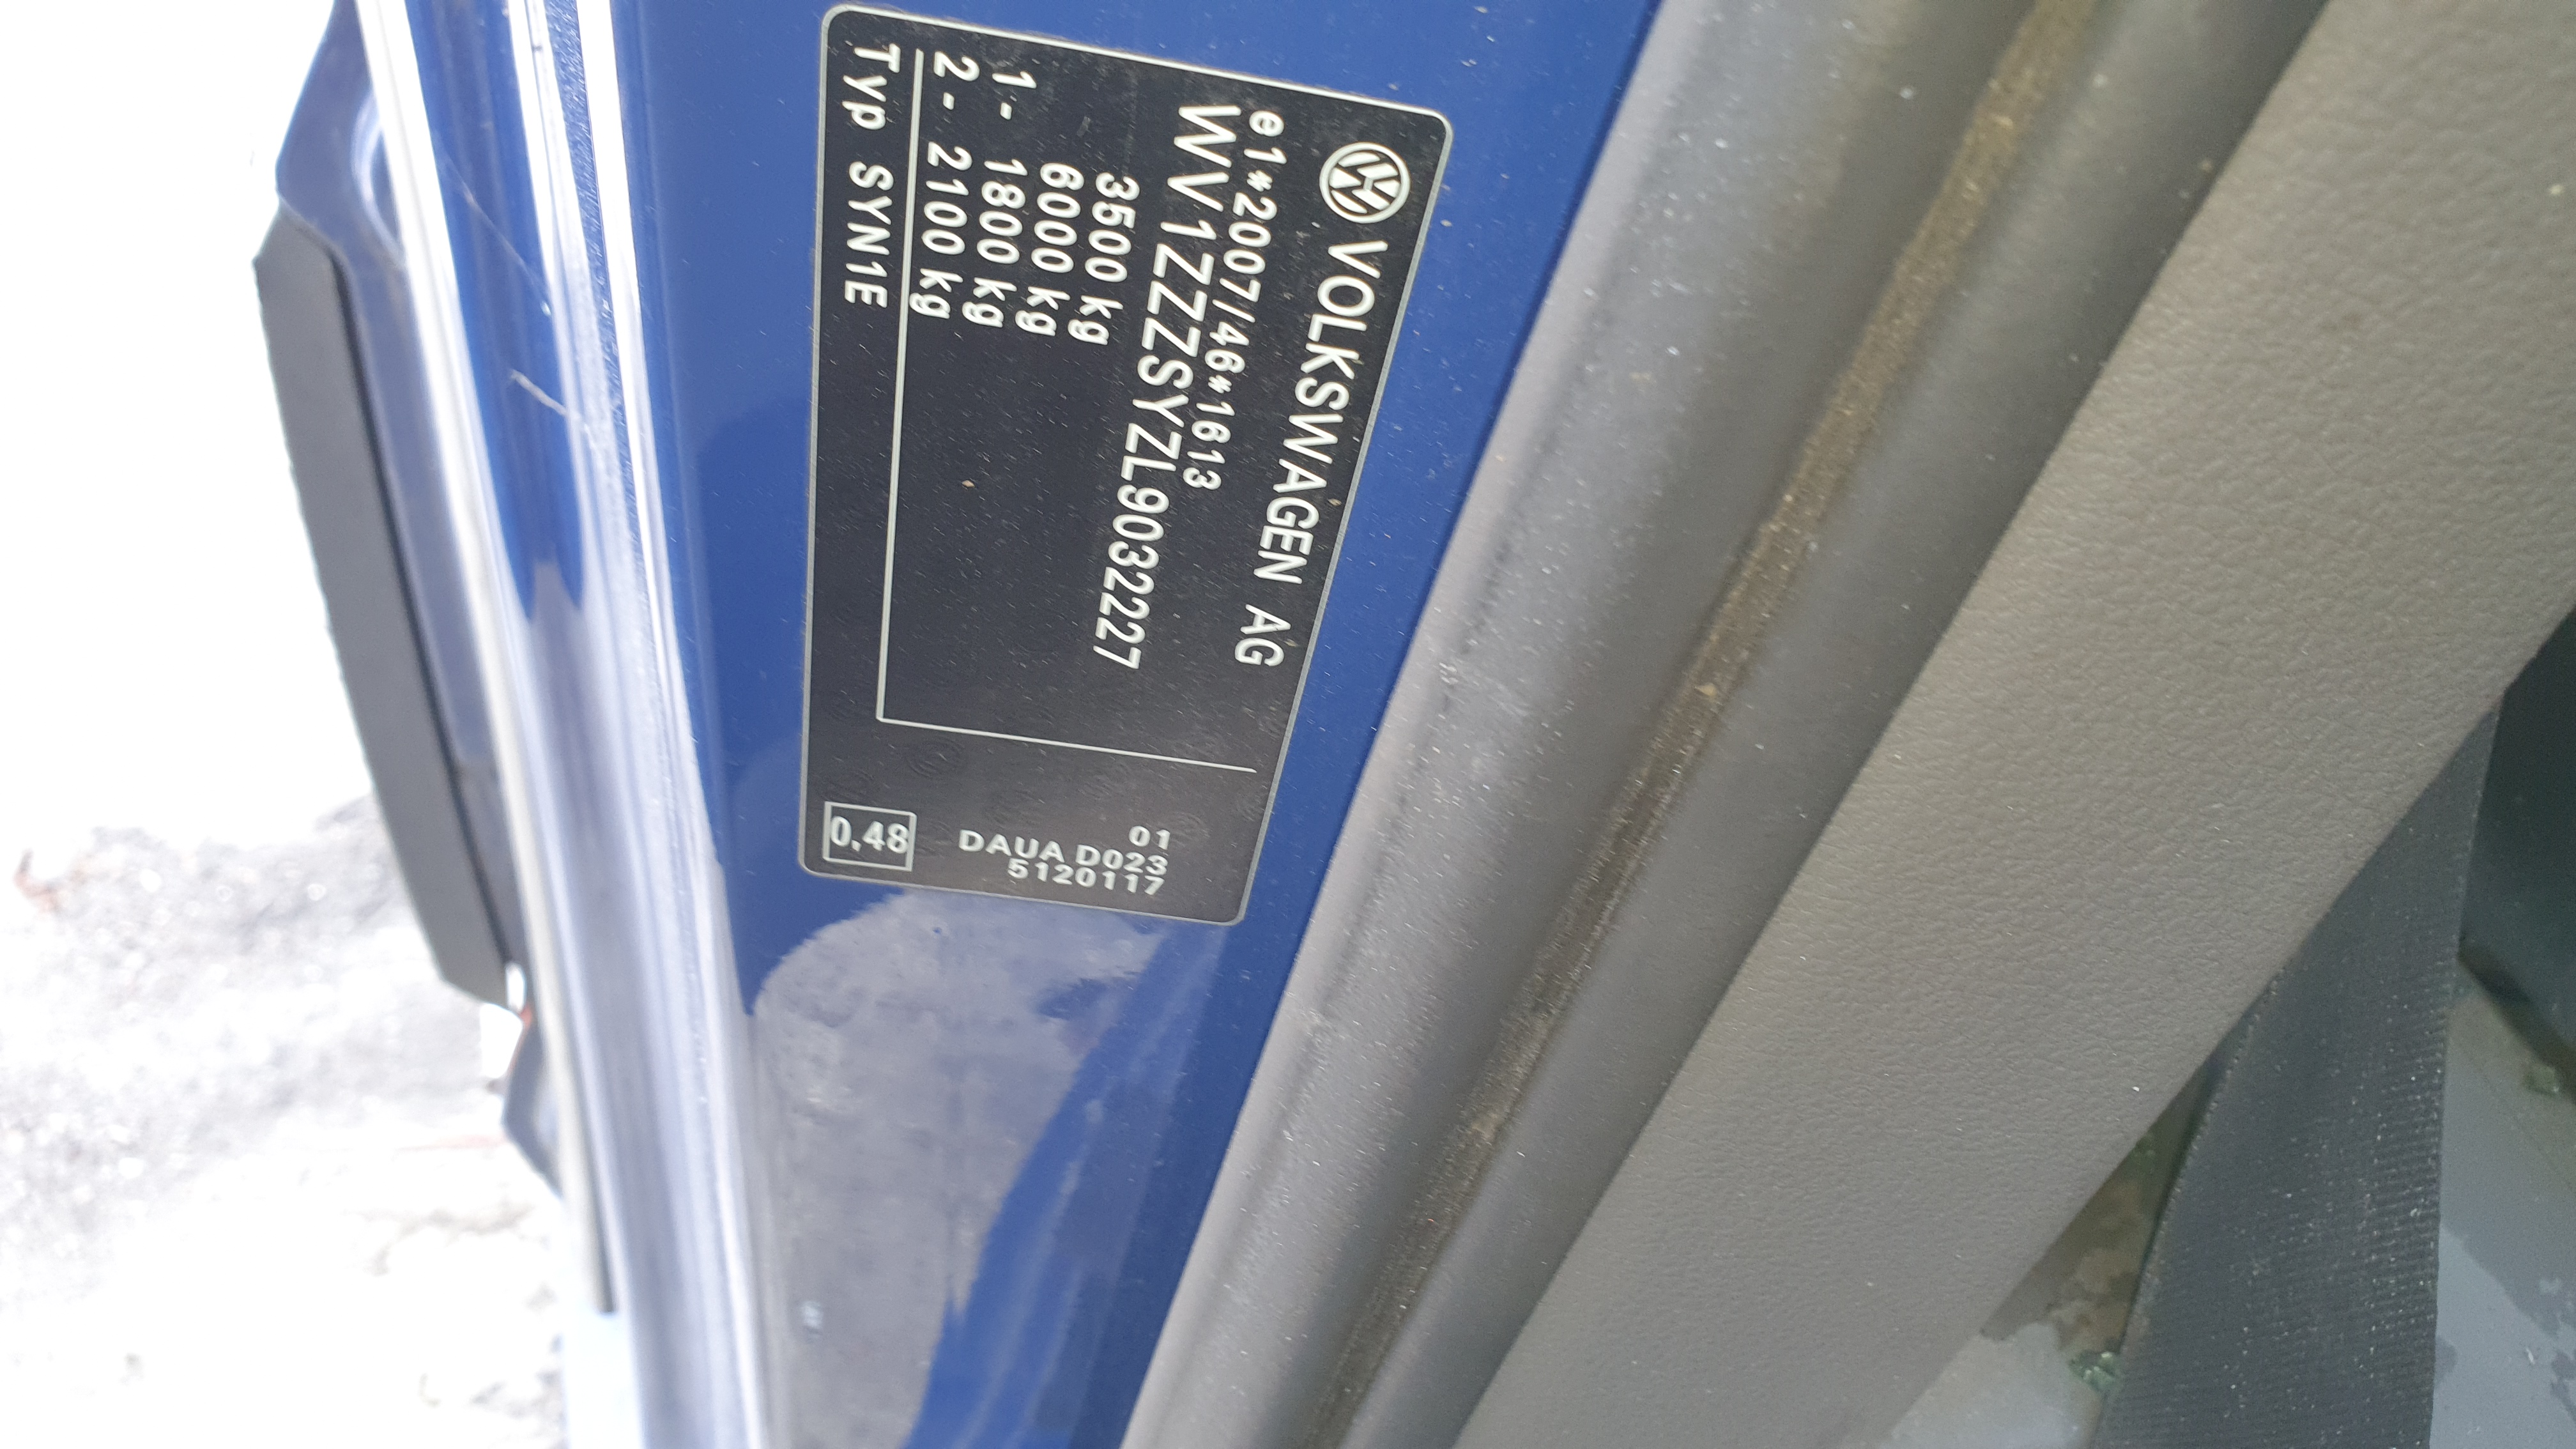 VOLKSWAGEN AG
e1*2007/46*1613
WV1ZZZSYZL9032227
3500 kg
6000 kg
1- 1800 kg
2- 2100 kg
Typ SYN1E
01
DAUA D023
5120117
0.48